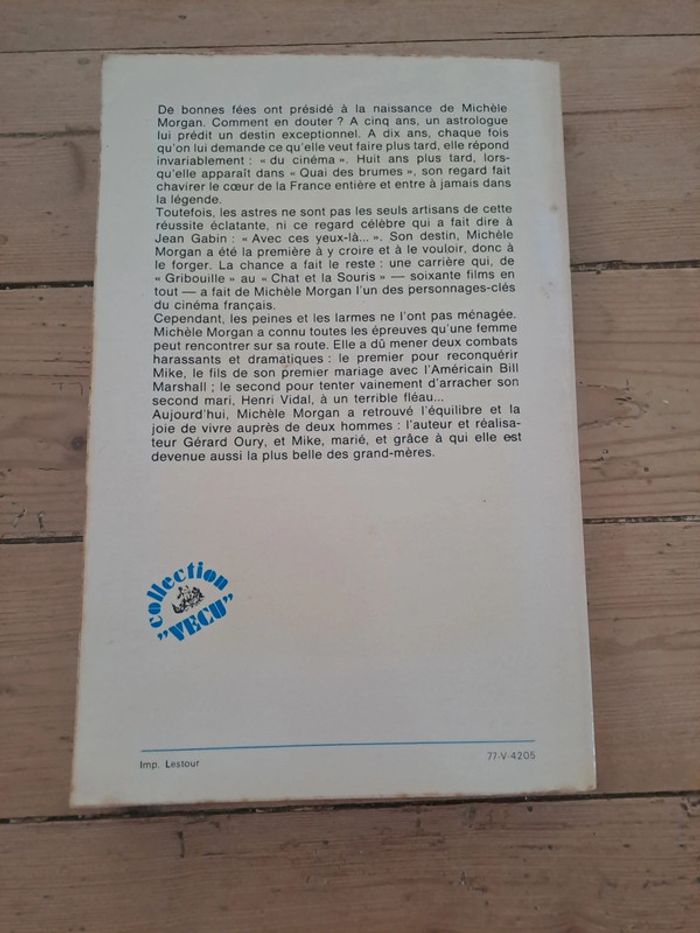 De bonnes fées ont présidé à la naissance de Michèle
Morgan. Comment en douter ? A cinq ans, un astrologue
lui prédit un destin exceptionnel. A dix ans, chaque fois
qu'on lui demande ce qu'elle veut faire plus tard, elle répond
invariablement : « du cinéma ». Huit ans plus tard, lors-
qu'elle apparaît dans « Quai des brumes », son regard fait
chavirer le cœur de la France entière et entre à jamais dans
la légende.
Toutefois, les astres ne sont pas les seuls artisans de cette
réussite éclatante, ni ce regard célèbre qui a fait dire à
Jean Gabin : « Avec ces yeux-là... ». Son destin, Michèle
Morgan a été la première à y croire et à le vouloir, donc à
le forger. La chance a fait le reste : une carrière qui, de
« Gribouille » au « Chat et la Souris » — soixante films en
tout — a fait de Michèle Morgan l'un des personnages-clés
du cinéma français.
Cependant, les peines et les larmes ne l'ont pas ménagée.
Michèle Morgan a connu toutes les épreuves qu'une femme
peut rencontrer sur sa route. Elle a dû mener deux combats
harassants et dramatiques : le premier pour reconquérir
Mike, le fils de son premier mariage avec l'Américain Bill
Marshall ; le second pour tenter vainement d'arracher son
second mari, Henri Vidal, à un terrible fléau...
Aujourd'hui, Michèle Morgan a retrouvé l'équilibre et la
joie de vivre auprès de deux hommes : l'auteur et réalisa-
teur Gérard Oury, et Mike, marié, et grâce à qui elle est
devenue aussi la plus belle des grand-mères.
collection
"VECU"
Imp. Lestour
77-V-4205